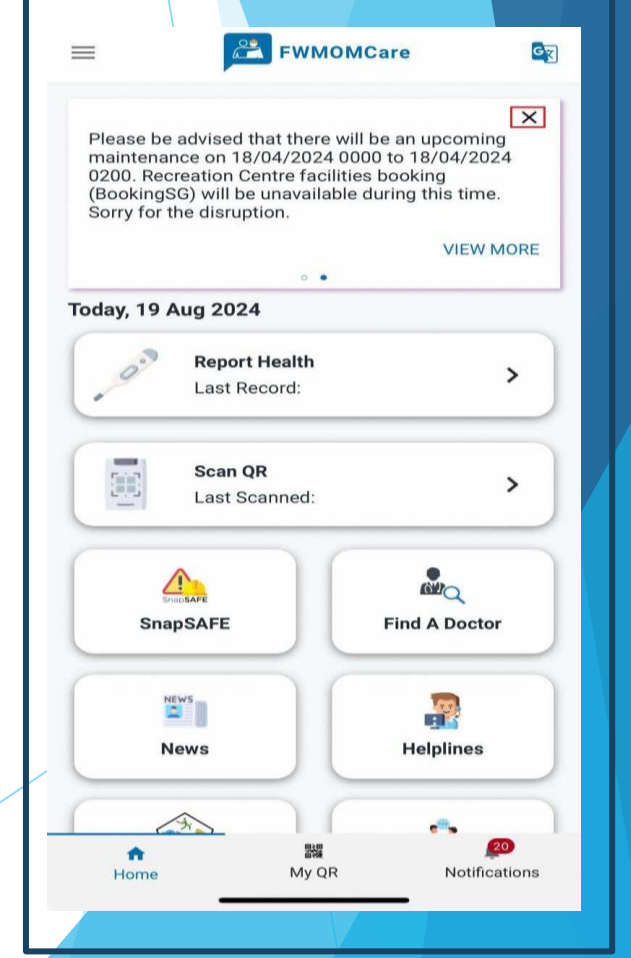 FWMOMCare
Please be advised that there will be an upcoming
maintenance on 18/04/2024 0000 to 18/04/2024
0200. Recreation Centre facilities booking
(BookingSG) will be unavailable during this time.
Sorry for the disruption.
VIEW MORE
Today, 19 Aug 2024
Report Health
Last Record:
Scan QR
Last Scanned:
SnapSAFE
SnapSAFE
Find A Doctor
NEWS
News
Helplines
20
Home
My QR
Notifications